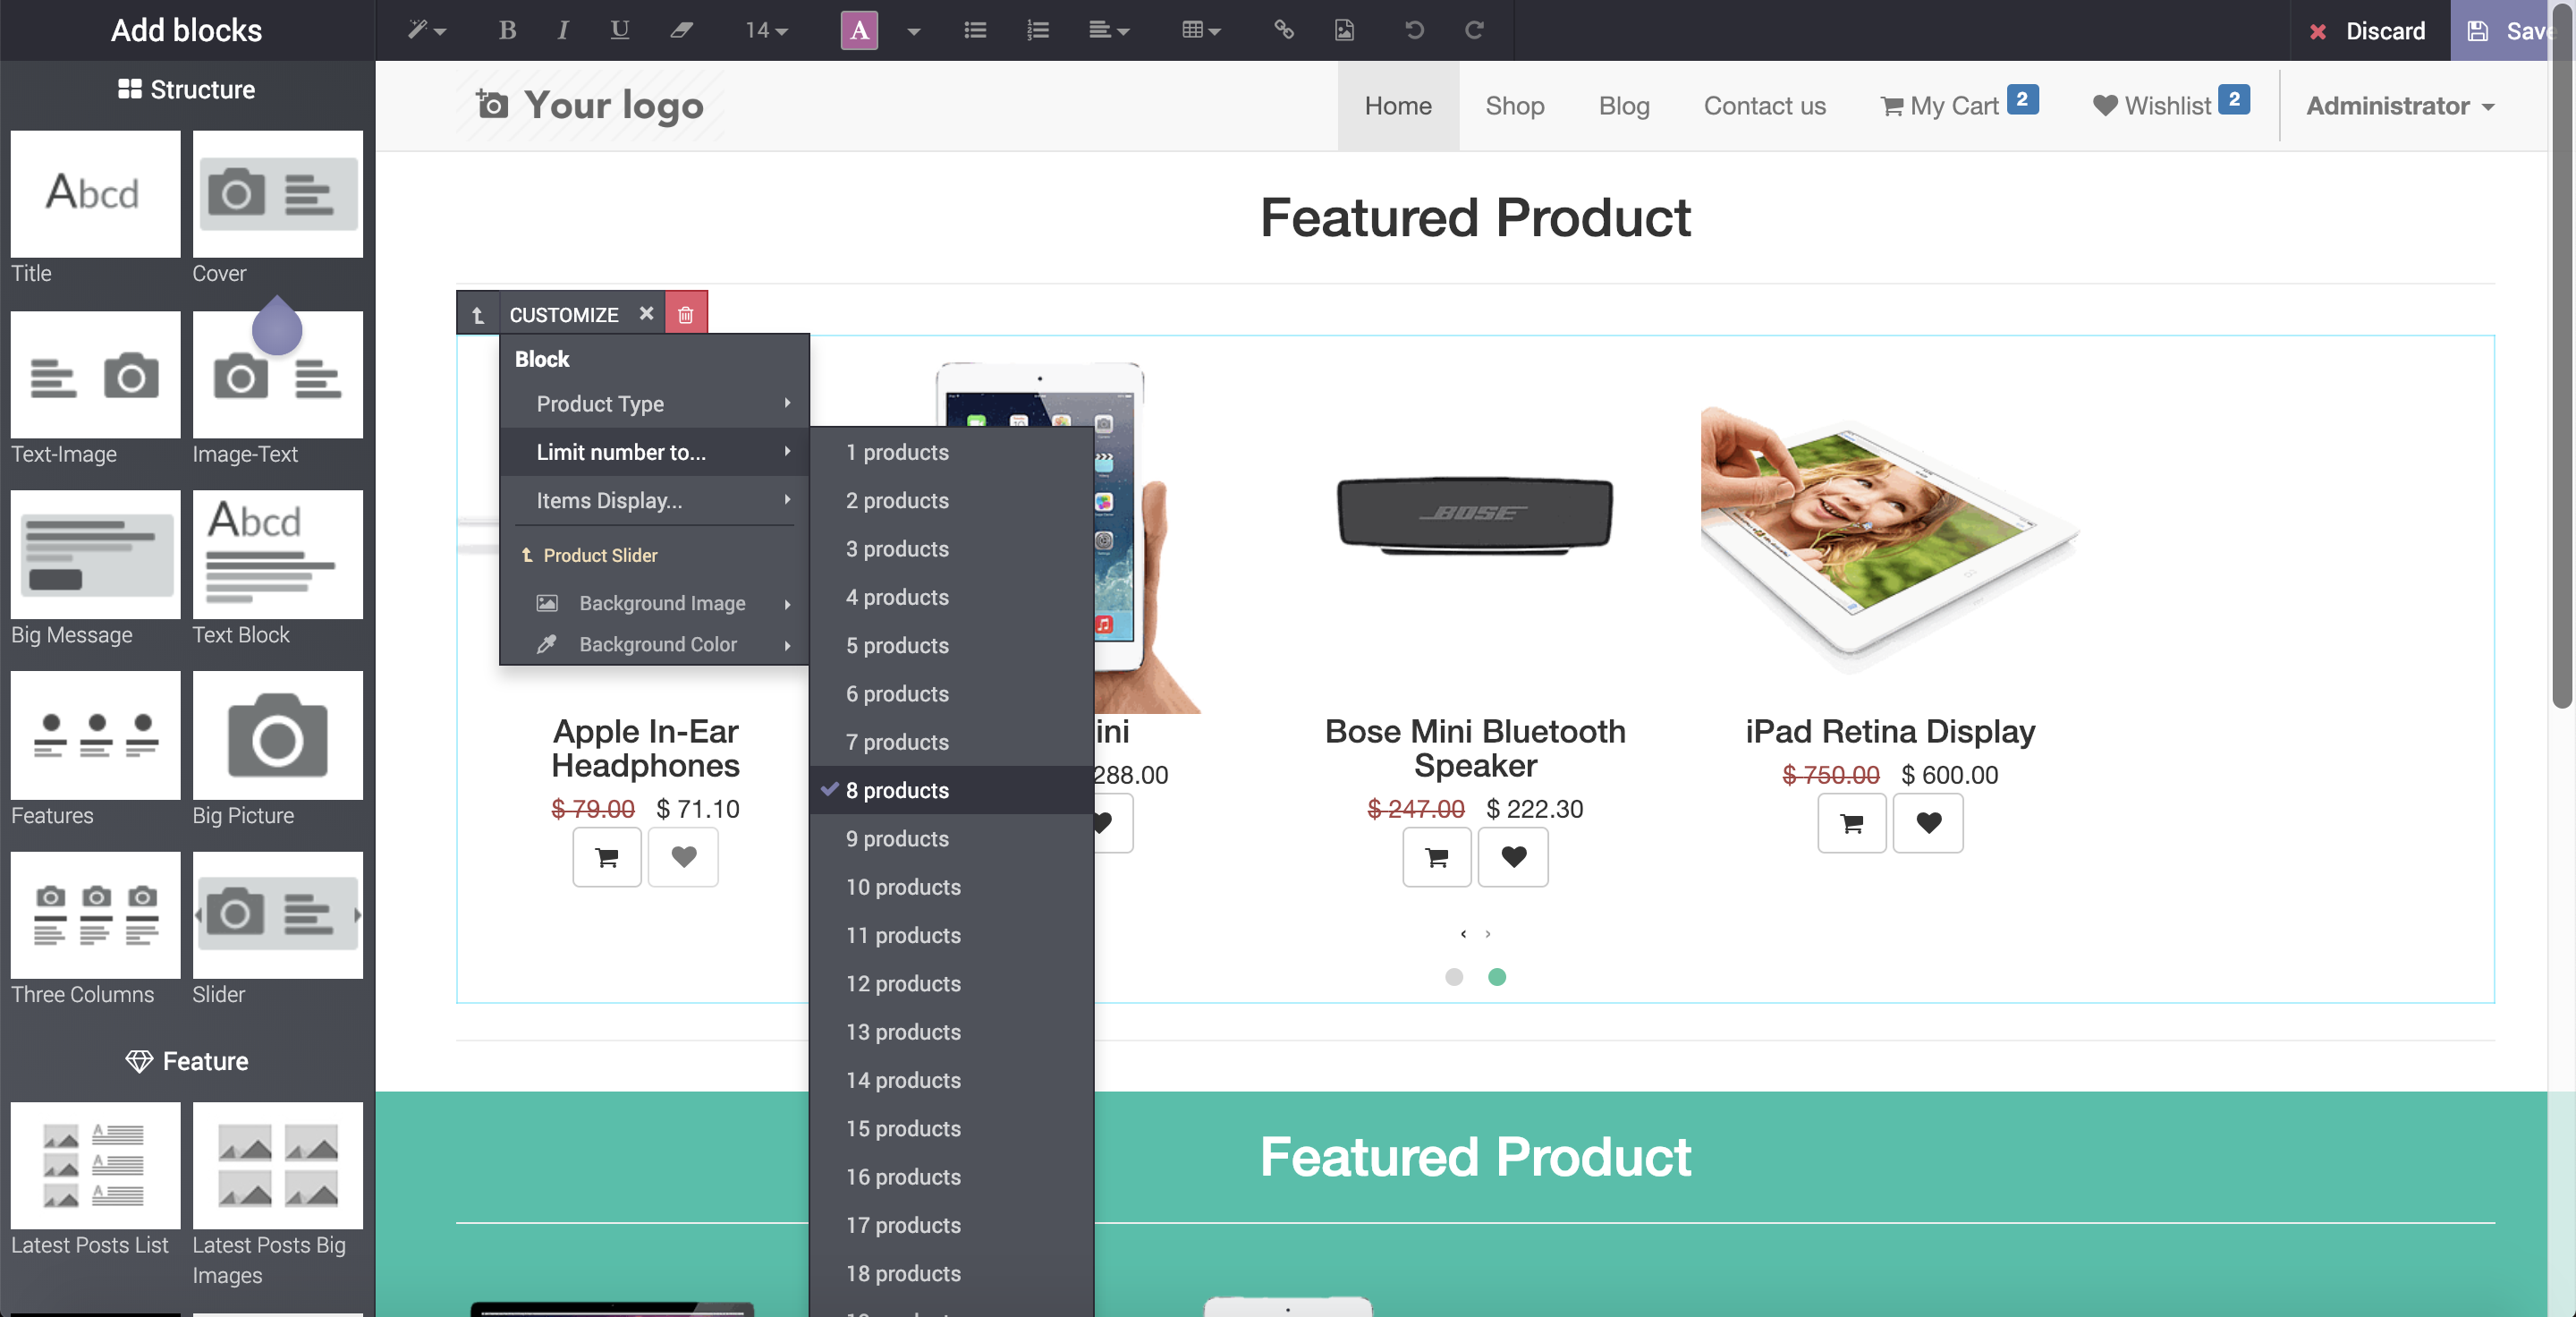 Add blocks
14
A
Discard
Save
Structure
Your logo
Home
Shop
Blog
Contact us
My Cart 2
Wishlist 2
Administrator
Abcd
Title
Cover
Text-Image
Image-Text
Abcd
Big Message
Text Block
Features
Big Picture
Three Columns
Slider
Feature
Latest Posts List
Latest Posts Big
Images
Featured Product
CUSTOMIZE
Block
Product Type
Limit number to...
Items Display...
Product Slider
Background Image
Background Color
1 products
2 products
3 products
4 products
5 products
6 products
7 products
8 products
9 products
10 products
11 products
12 products
13 products
14 products
15 products
16 products
17 products
18 products
BOSE
Apple In-Ear
Headphones
$ 79.00 $ 71.10
ini
288.00
Bose Mini Bluetooth
Speaker
$ 247.00 $ 222.30
iPad Retina Display
$ 750.00 $ 600.00
Featured Product